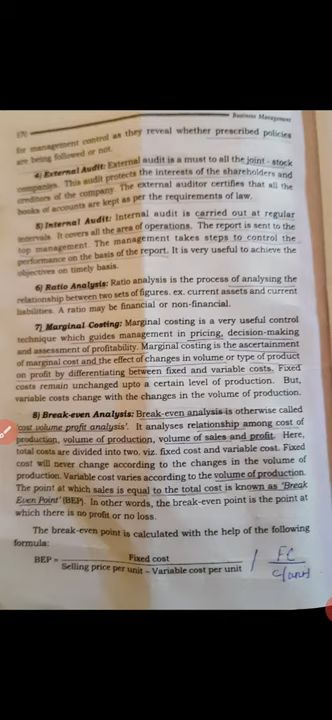 170
Business Management
for management control as they reveal whether prescribed policies
are being followed or not.
4) External Audit: External audit is a must to all the joint - stock
companies. This audit protects the interests of the shareholders and
creditors of the company. The external auditor certifies that all the
books of accounts are kept as per the requirements of law.
5) Internal Audit: Internal audit is carried out at regular
intervals. It covers all the area of operations. The report is sent to the
top management. The management takes steps to control the
performance on the basis of the report. It is very useful to achieve the
objectives on timely basis.
6) Ratio Analysis: Ratio analysis is the process of analysing the
relationship between two sets of figures. ex. current assets and current
liabilities. A ratio may be financial or non-financial.
7) Marginal Costing: Marginal costing is a very useful control
technique which guides management in pricing, decision-making
and assessment of profitability. Marginal costing is the ascertainment
of marginal cost and the effect of changes in volume or type of product
on profit by differentiating between fixed and variable costs. Fixed
costs remain unchanged upto a certain level of production. But,
variable costs change with the changes in the volume of production.
8) Break-even Analysis: Break-even analysis is otherwise called
'cost volume profit analysis'. It analyses relationship among cost of
production, volume of production, volume of sales and profit. Here,
total costs are divided into two. viz. fixed cost and variable cost. Fixed
cost will never change according to the changes in the volume of
production. Variable cost varies according to the volume of production.
The point at which sales is equal to the total cost is known as 'Break
Even Point' (BEP). In other words, the break-even point is the point at
which there is no profit or no loss.
The break-even point is calculated with the help of the following
formula:
BEP = Fixed cost / FC
Selling price per unit – Variable cost per unit C/unit